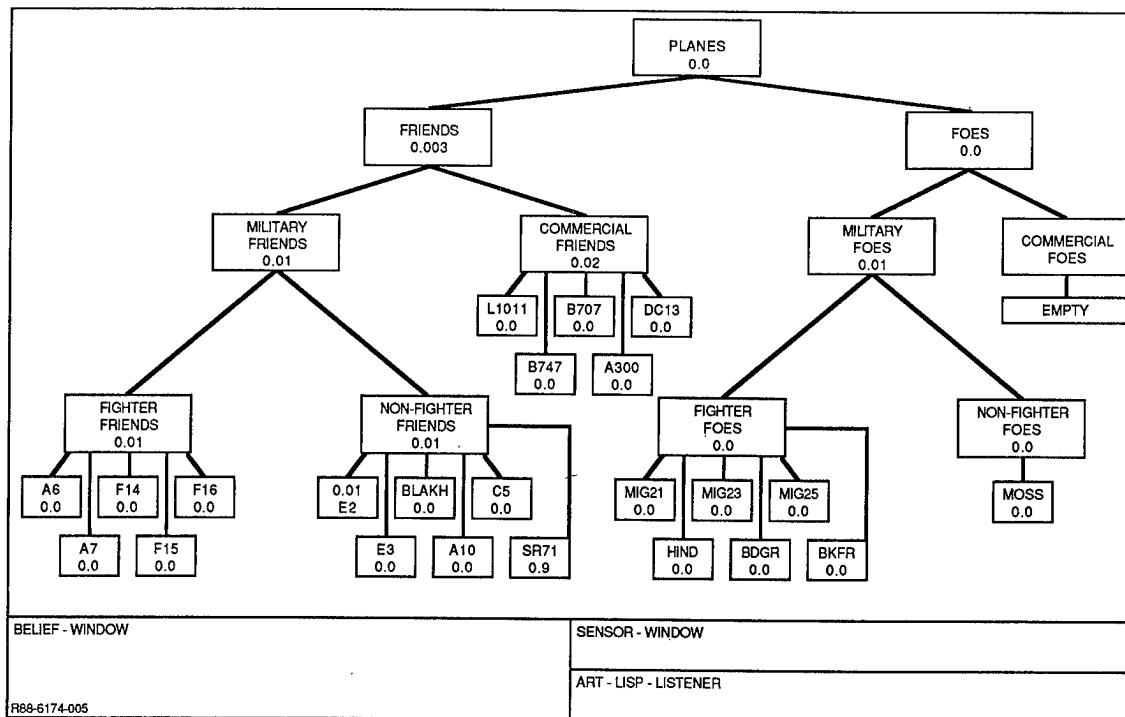 PLANES
0.0
FRIENDS
0.003
FOES
0.0
MILITARY
FRIENDS
0.01
COMMERCIAL
FRIENDS
0.02
MILITARY
FOES
0.01
COMMERCIAL
FOES
L1011
0.0
B707
0.0
DC13
0.0
EMPTY
B747
0.0
A300
0.0
FIGHTER
FRIENDS
0.01
NON-FIGHTER
FRIENDS
0.01
FIGHTER
FOES
0.0
NON-FIGHTER
FOES
0.0
A6
0.0
F14
0.0
F16
0.0
0.01
E2
BLAKH
0.0
C5
0.0
MIG21
0.0
MIG23
0.0
MIG25
0.0
MOSS
0.0
A7
0.0
F15
0.0
E3
0.0
A10
0.0
SR71
0.9
HIND
0.0
BDGR
0.0
BKFR
0.0
BELIEF - WINDOW
SENSOR - WINDOW
ART - LISP - LISTENER
R88-6174-005